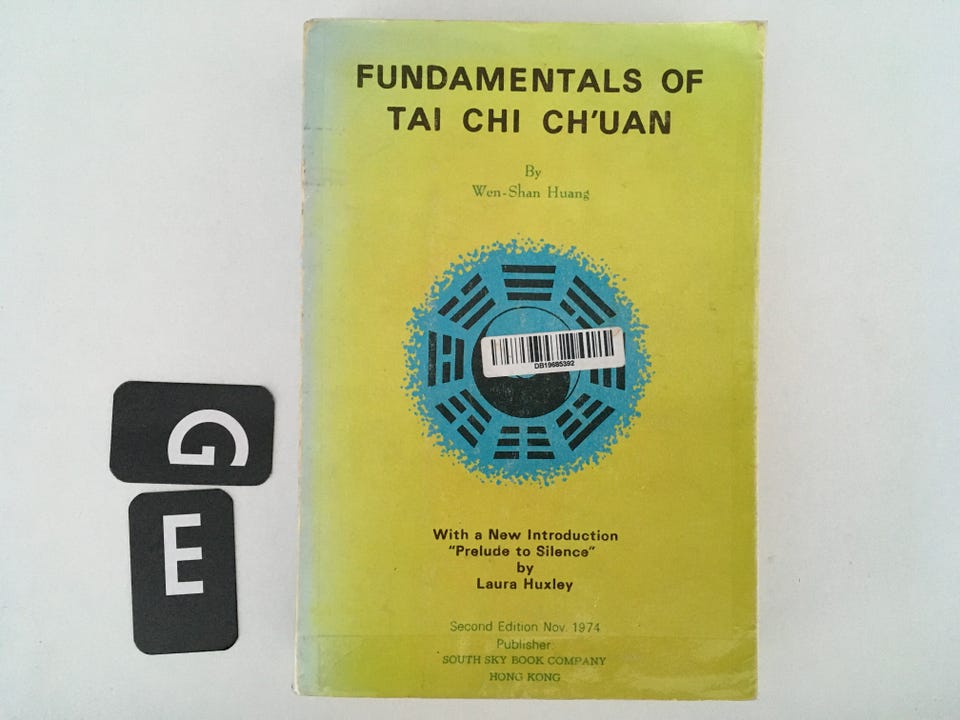 FUNDAMENTALS OF
TAI CHI CH'UAN
By
Wen-Shan Huang
DB19685392
With a New Introduction
"Prelude to Silence"
by
Laura Huxley
Second Edition Nov. 1974
Publisher
SOUTH SKY BOOK COMPANY
HONG KONG
G
E